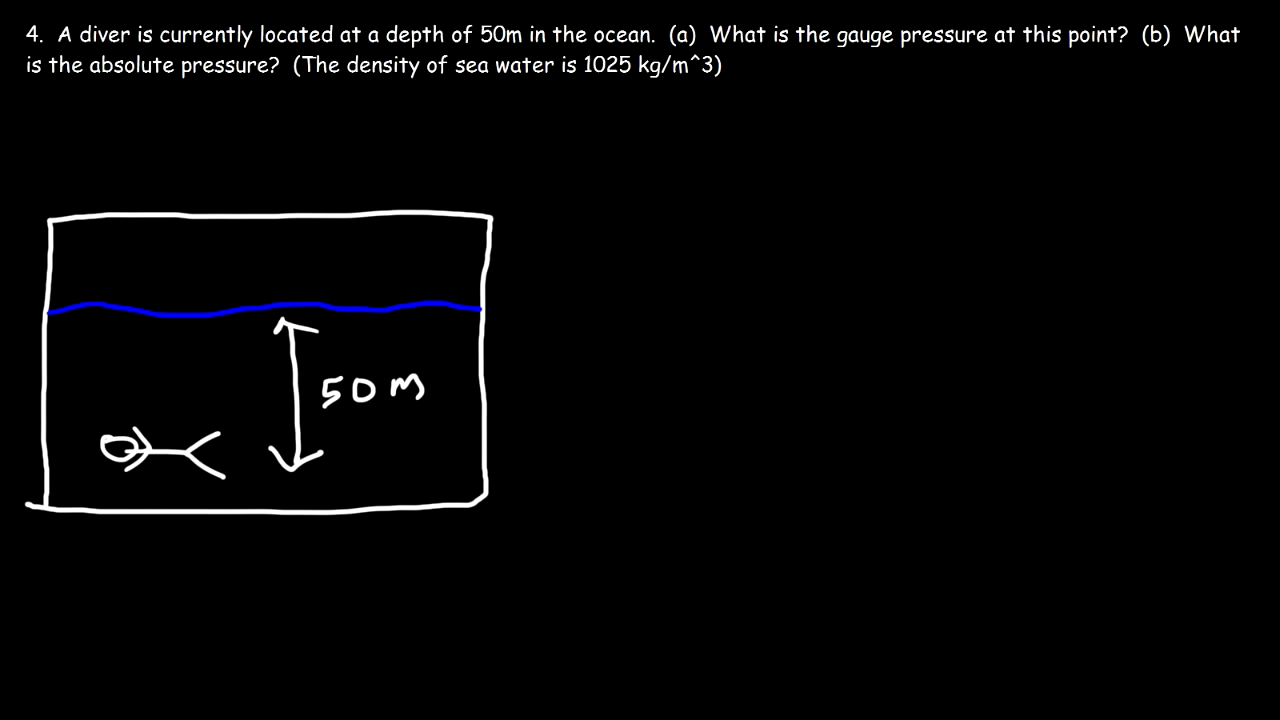 4.  A diver is currently located at a depth of 50m in the ocean.  (a)  What is the gauge pressure at this point?  (b)  What
is the absolute pressure?  (The density of sea water is 1025 kg/m^3)
50 m